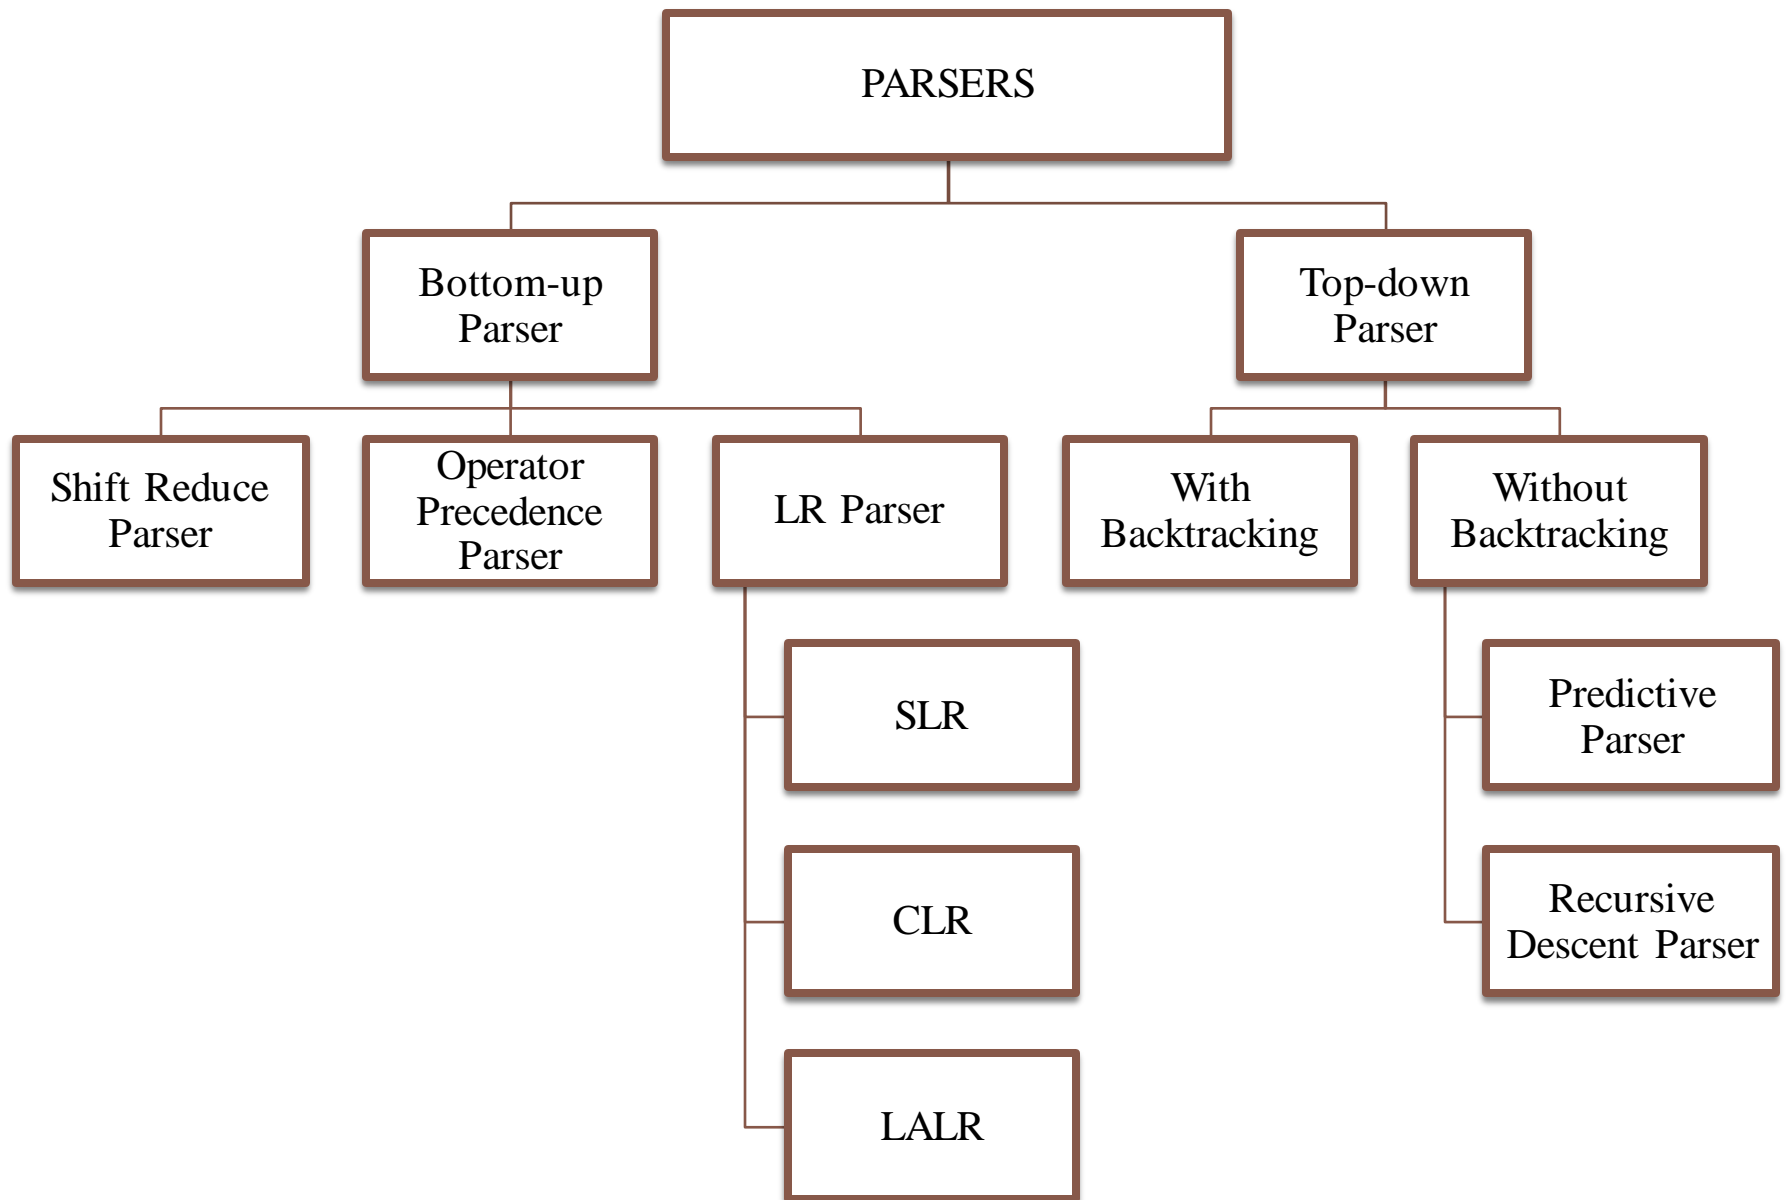 PARSERS
Bottom-up
Parser
Top-down
Parser
Shift Reduce
Parser
Operator
Precedence
Parser
LR Parser
With
Backtracking
Without
Backtracking
SLR
Predictive
Parser
CLR
Recursive
Descent Parser
LALR